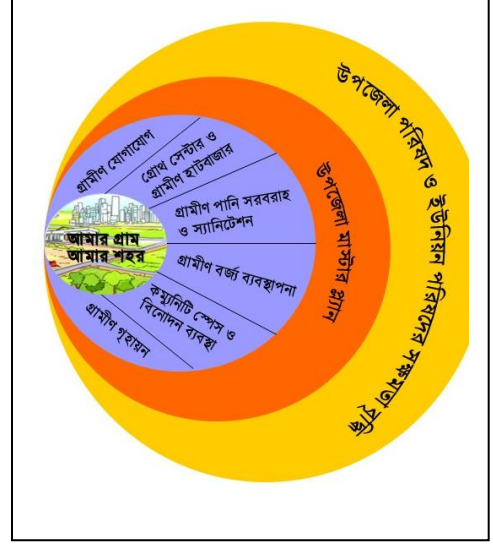 উপজেলা পরিষদ ও ইউনিয়ন পরিষদের সক্ষমতা বৃদ্ধি
উপজেলা মাস্টার প্ল্যান
গ্রামীণ যোগাযোগ
গ্রোথ সেন্টার ও
গ্রামীণ হাটবাজার
গ্রামীণ পানি সরবরাহ
ও স্যানিটেশন
আমার গ্রাম
আমার শহর
গ্রামীণ বর্জ্য ব্যবস্থাপনা
কম্যুনিটি স্পেস ও
বিনোদন ব্যবস্থা
গ্রামীণ গৃহায়ন